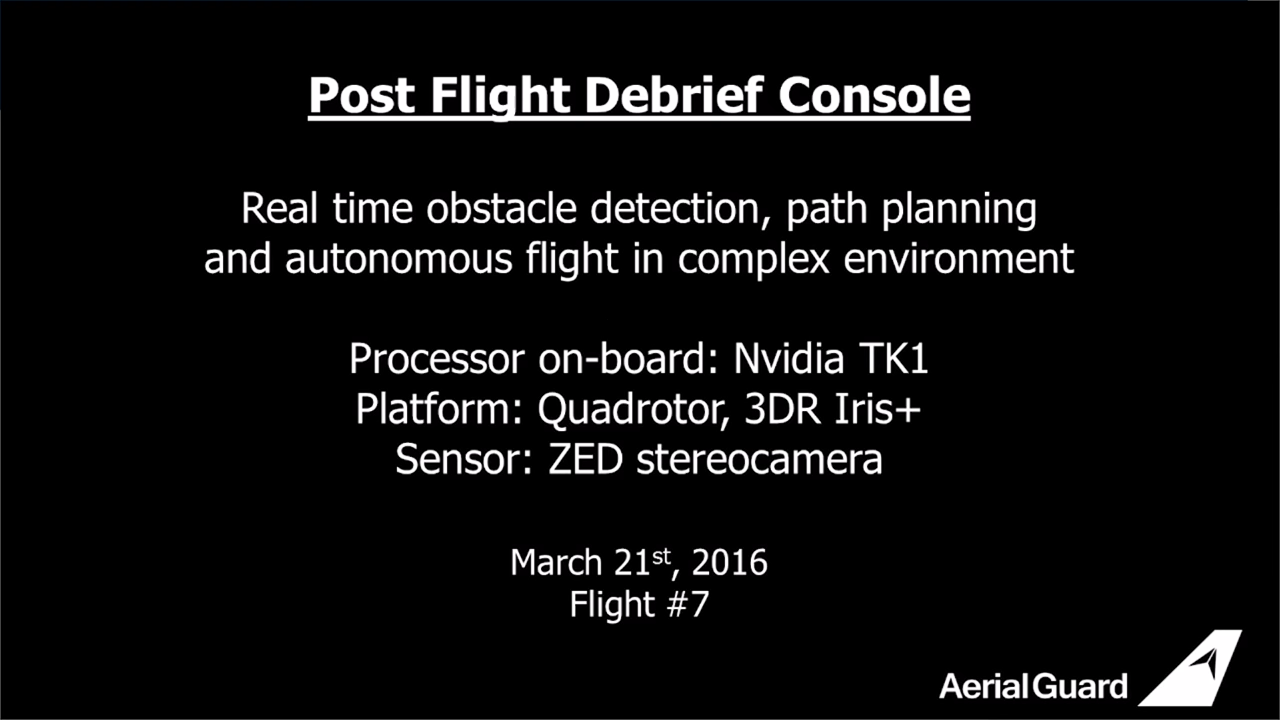 Post Flight Debrief Console
Real time obstacle detection, path planning
and autonomous flight in complex environment
Processor on-board: Nvidia TK1
Platform: Quadrotor, 3DR Iris+
Sensor: ZED stereocamera
March 21st, 2016
Flight #7
AerialGuard